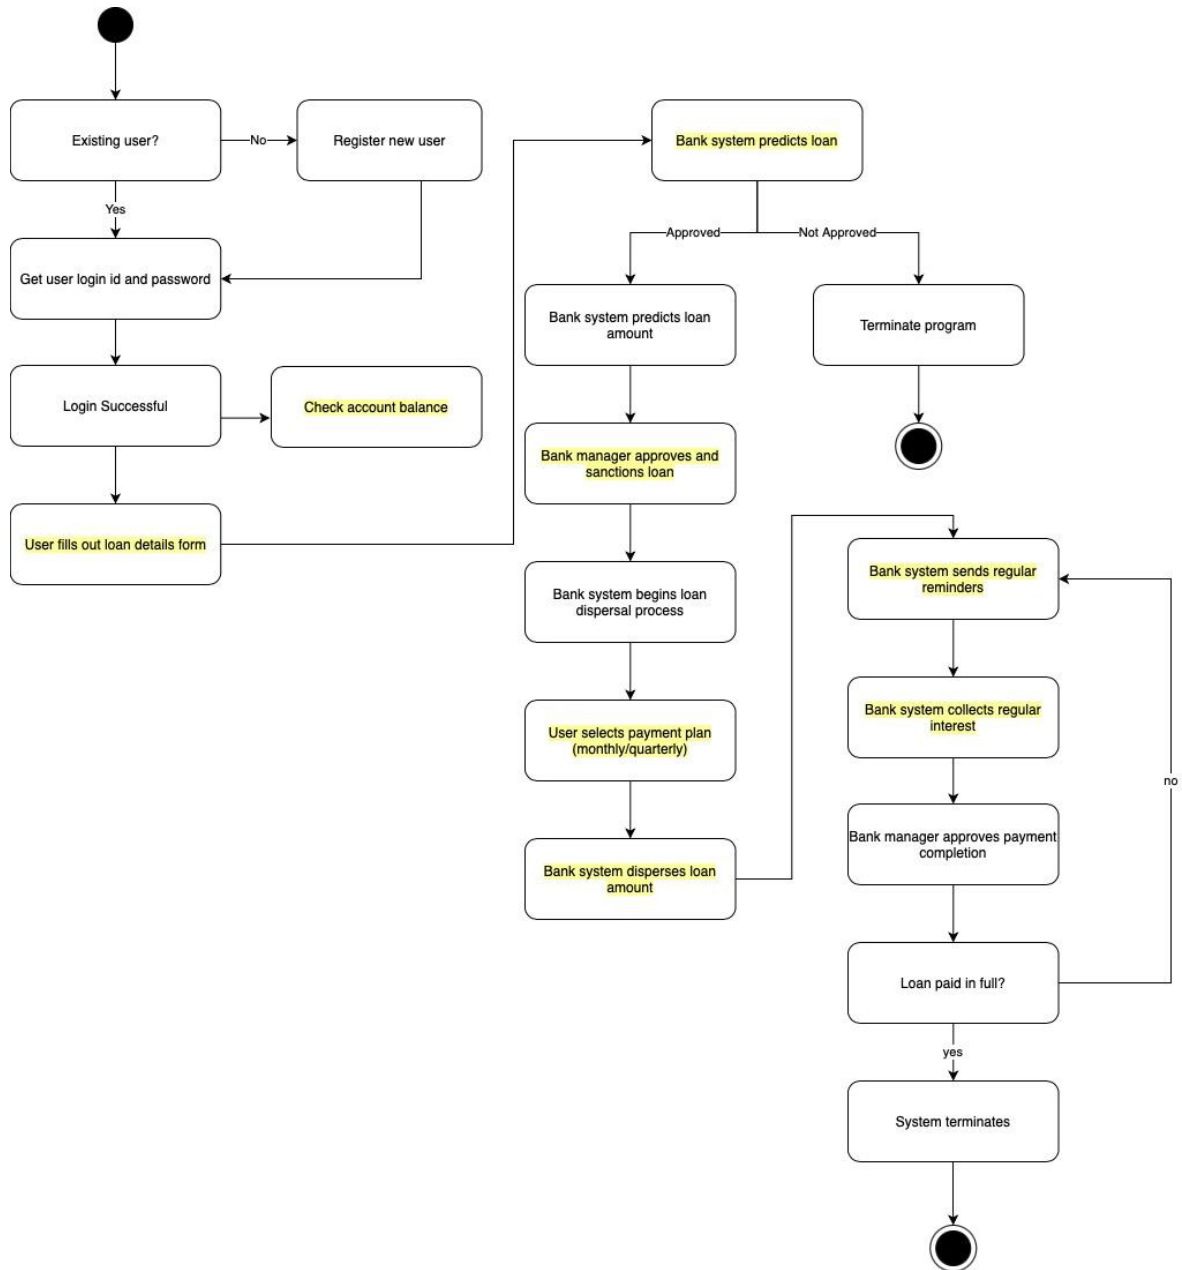 Existing user?
No
Register new user
Yes
Get user login id and password
Login Successful
Check account balance
User fills out loan details form
Bank system predicts loan
Approved
Not Approved
Bank system predicts loan
amount
Terminate program
Bank manager approves and
sanctions loan
Bank system begins loan
dispersal process
User selects payment plan
(monthly/quarterly)
Bank system disperses loan
amount
Bank system sends regular
reminders
Bank system collects regular
interest
no
Bank manager approves payment
completion
Loan paid in full?
yes
System terminates